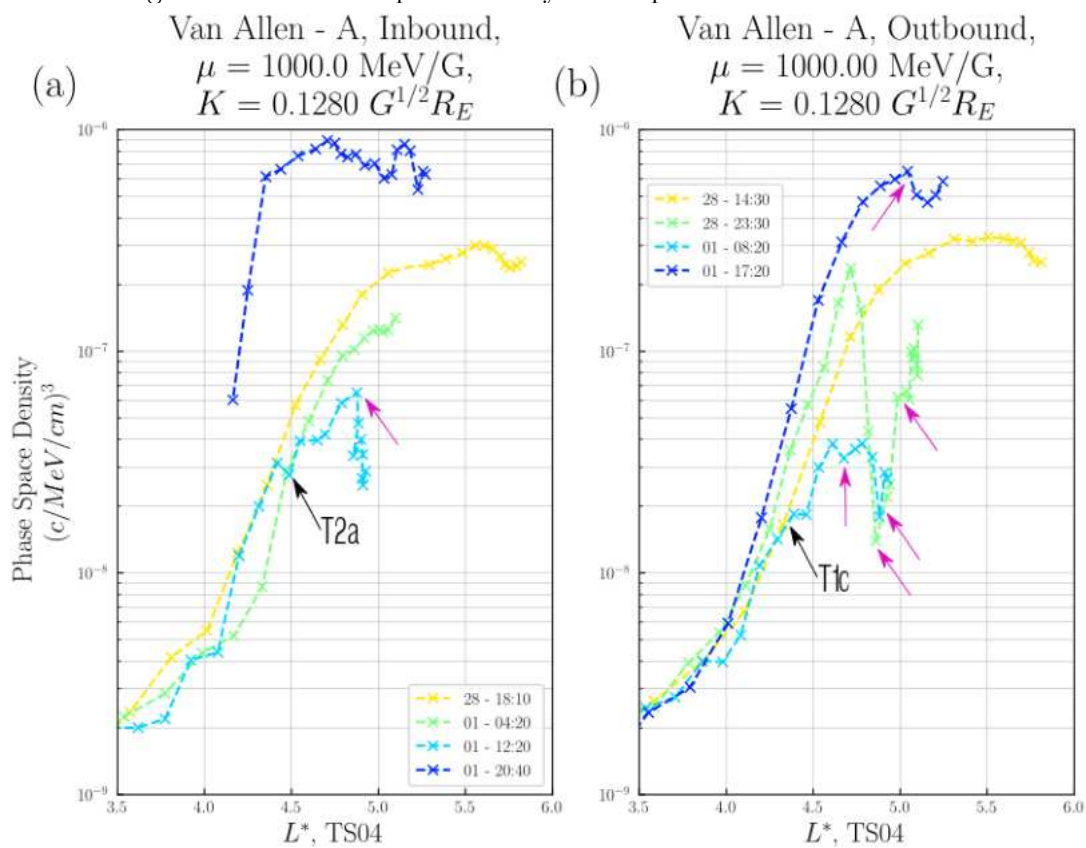 Van Allen - A, Inbound,
μ = 1000.0 MeV/G,
K = 0.1280 G^{1/2}R_E
(a)
Phase Space Density
(c/MeV/cm)^3
10^{-6}
10^{-7}
10^{-8}
10^{-9}
T2a
28 - 18:10
01 - 04:20
01 - 12:20
01 - 20:40
3.5 4.0 4.5 5.0 5.5 6.0
L*, TS04
Van Allen - A, Outbound,
μ = 1000.00 MeV/G,
K = 0.1280 G^{1/2}R_E
(b)
10^{-6}
10^{-7}
10^{-8}
10^{-9}
28 - 14:30
28 - 23:30
01 - 08:20
01 - 17:20
T1c
3.5 4.0 4.5 5.0 5.5 6.0
L*, TS04